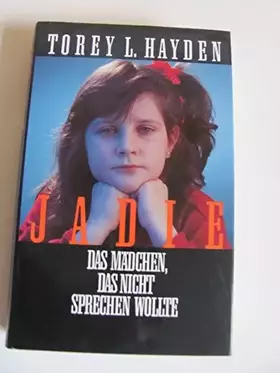 TOREY L. HAYDEN
JADIE
DAS MÄDCHEN,
DAS NICHT
SPRECHEN WOLLTE